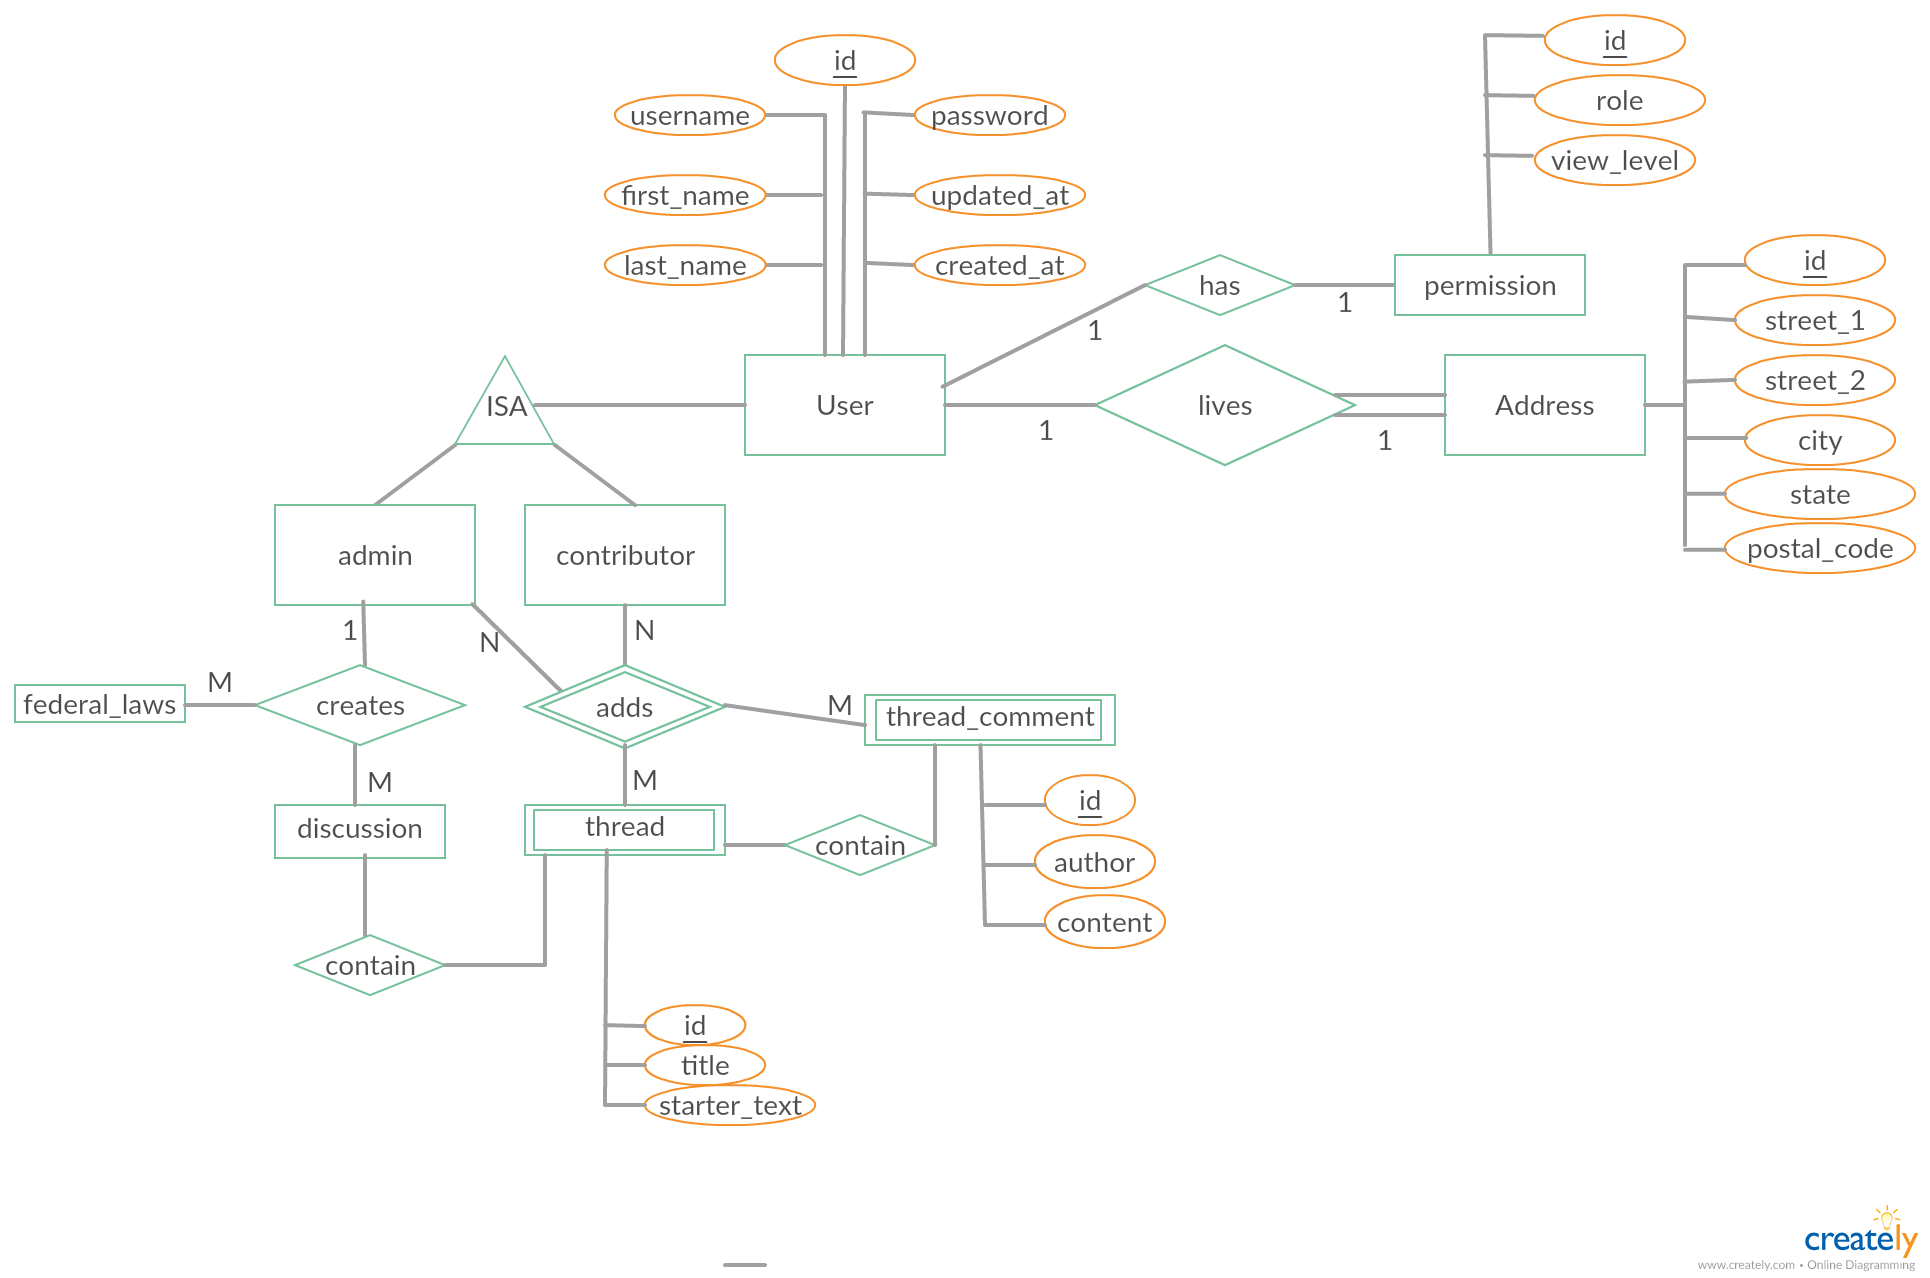 id
username
password
first_name
updated_at
last_name
created_at
id
role
view_level
has
permission
1
1
id
street_1
street_2
city
state
postal_code
ISA
User
lives
Address
1
1
admin
contributor
1
N
N
federal_laws
M
creates
adds
M
thread_comment
M
M
discussion
thread
contain
id
author
content
contain
id
title
starter_text
creately
www.creately.com • Online Diagramming